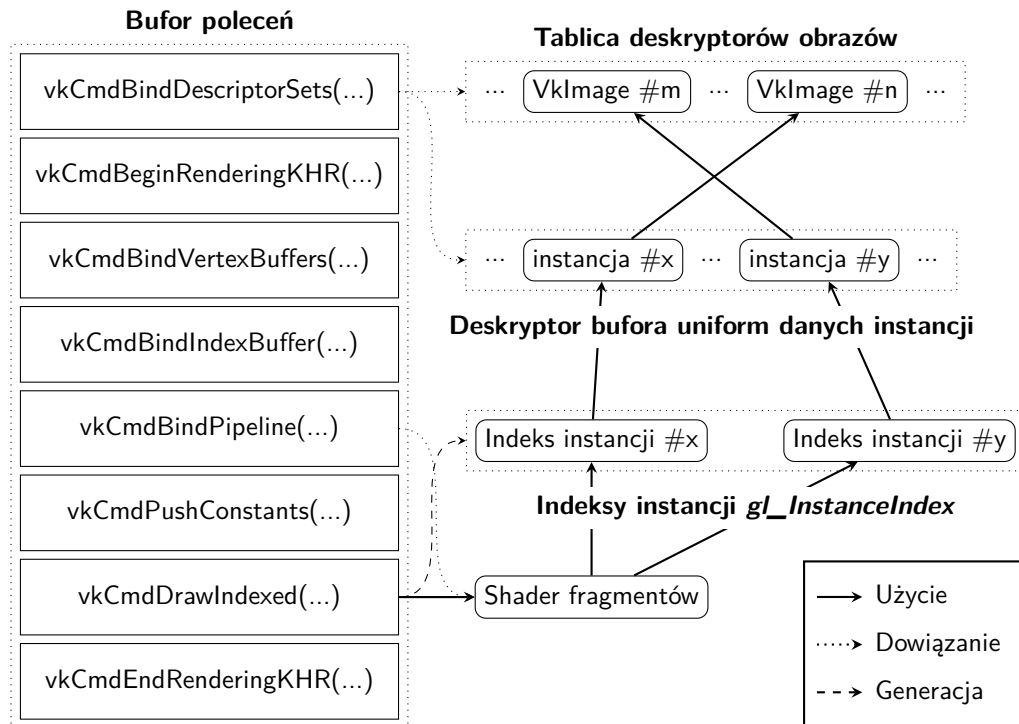 Bufor poleceń
vkCmdBindDescriptorSets(...)
vkCmdBeginRenderingKHR(...)
vkCmdBindVertexBuffers(...)
vkCmdBindIndexBuffer(...)
vkCmdBindPipeline(...)
vkCmdPushConstants(...)
vkCmdDrawIndexed(...)
vkCmdEndRenderingKHR(...)
Tablica deskryptorów obrazów
... VkImage #m ... VkImage #n ...
... instancja #x ... instancja #y ...
Deskryptor bufora uniform danych instancji
Indeks instancji #x Indeks instancji #y
Indeksy instancji gl_InstanceIndex
Shader fragmentów
Użycie
Dowiązanie
Generacja